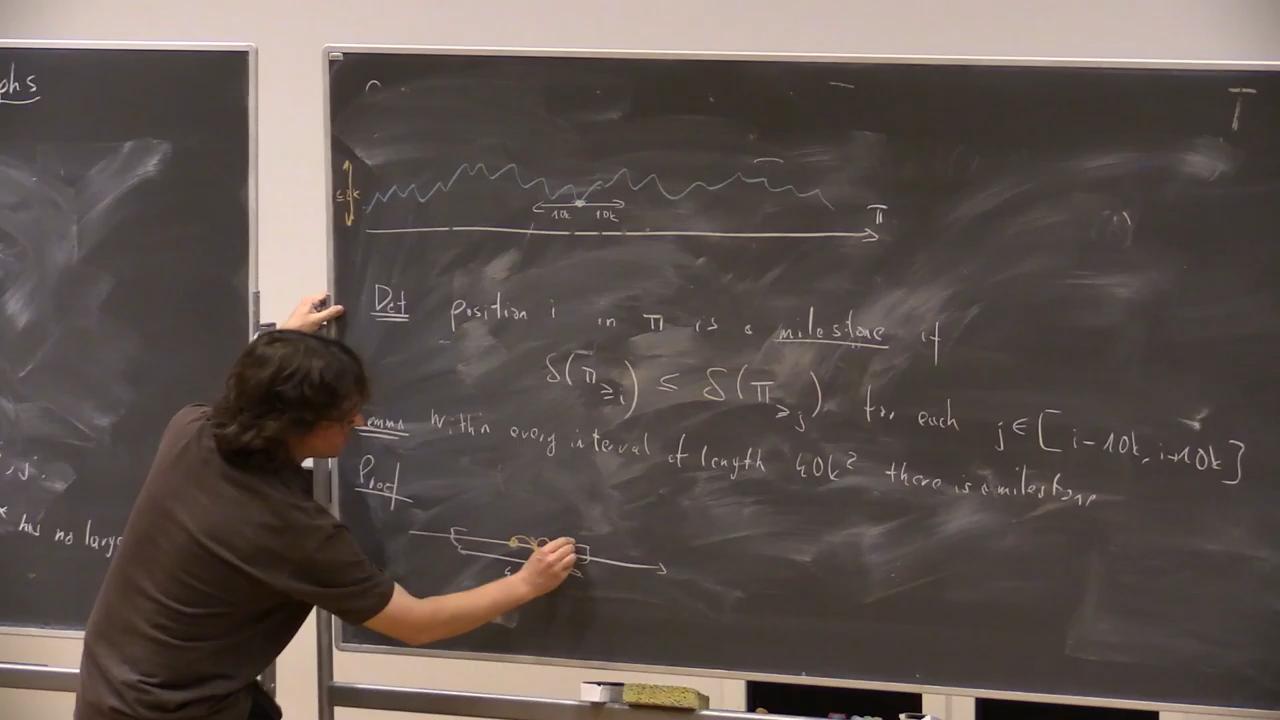 phs
≤2k
10k 10k
π
T
Def position i in π is a milestone if
δ(π≥i) ≤ δ(π≥j) for each j∈[i-10k, i+10k]
emma Within every interval of length 40k² there is a milestone
Proof
, j.
has no large